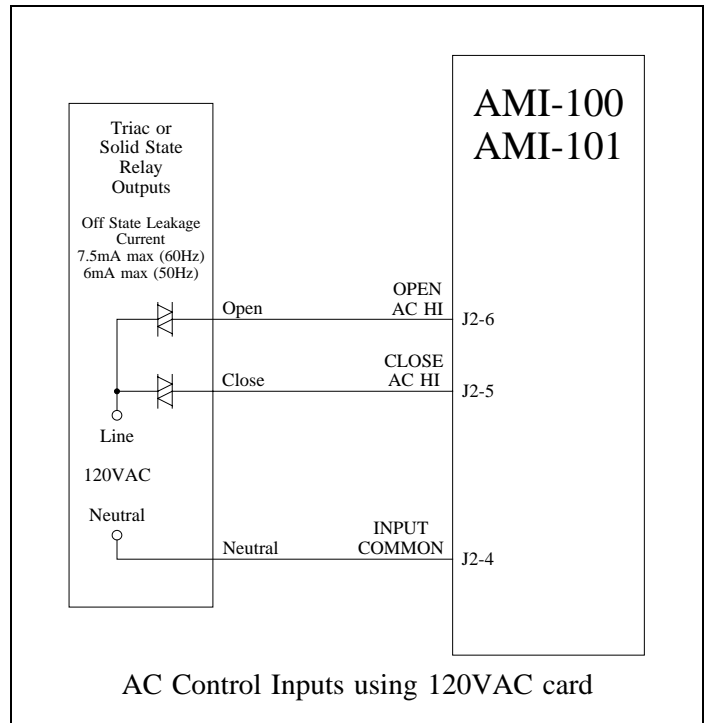 AMI-100
AMI-101
Triac or
Solid State
Relay
Outputs
Off State Leakage
Current
7.5mA max (60Hz)
6mA max (50Hz)
Open
OPEN
AC HI
J2-6
Close
CLOSE
AC HI
J2-5
Line
120VAC
Neutral
Neutral
INPUT
COMMON
J2-4
AC Control Inputs using 120VAC card